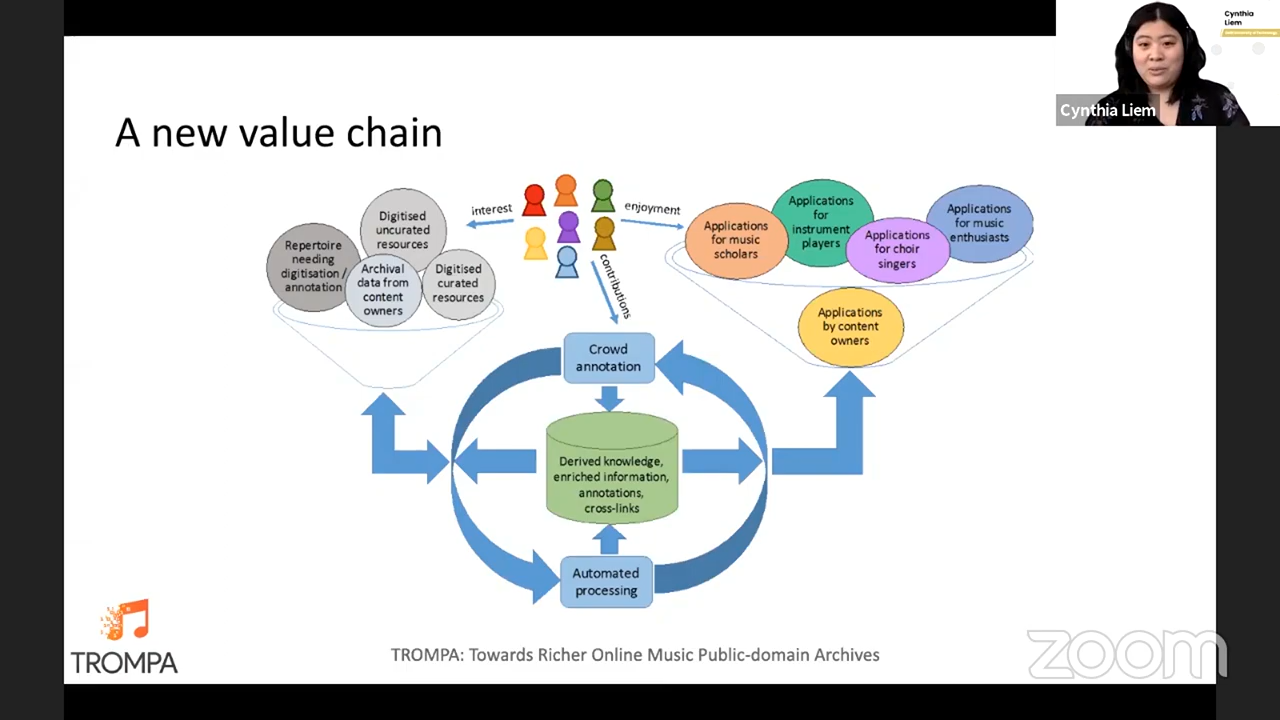 Cynthia
Liem
Cynthia Liem
A new value chain
interest
enjoyment
contributions
Digitised
uncurated
resources
Repertoire
needing
digitisation /
annotation
Archival
data from
content
owners
Digitised
curated
resources
Applications
for music
scholars
Applications
for
instrument
players
Applications
for choir
singers
Applications
for music
enthusiasts
Applications
by content
owners
Crowd
annotation
Derived knowledge,
enriched information,
annotations,
cross-links
Automated
processing
TROMPA
TROMPA: Towards Richer Online Music Public-domain Archives
zoom